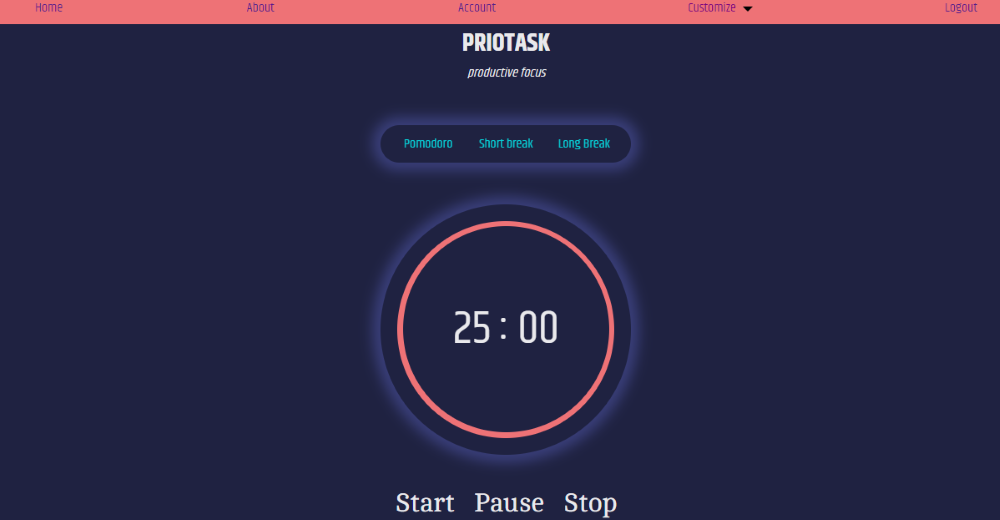 Home About Account Customize Logout
PRIOTASK
productive focus
Pomodoro Short break Long Break
25 : 00
Start Pause Stop